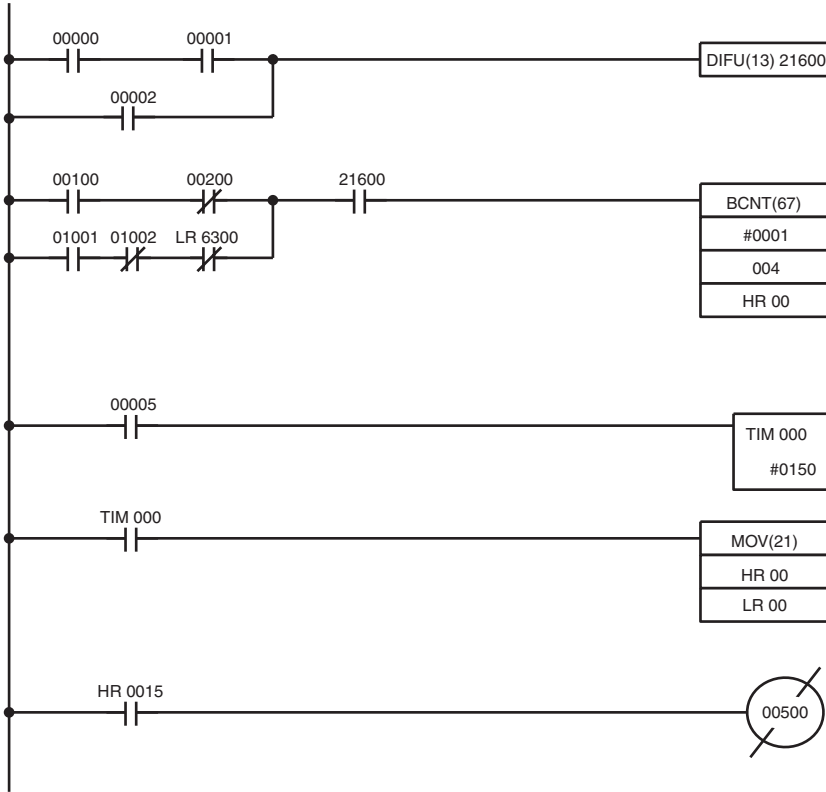 00000 00001
DIFU(13) 21600
00002
00100 00200 21600
BCNT(67)
01001 01002 LR 6300
#0001
004
HR 00
00005
TIM 000
#0150
TIM 000
MOV(21)
HR 00
LR 00
HR 0015
00500